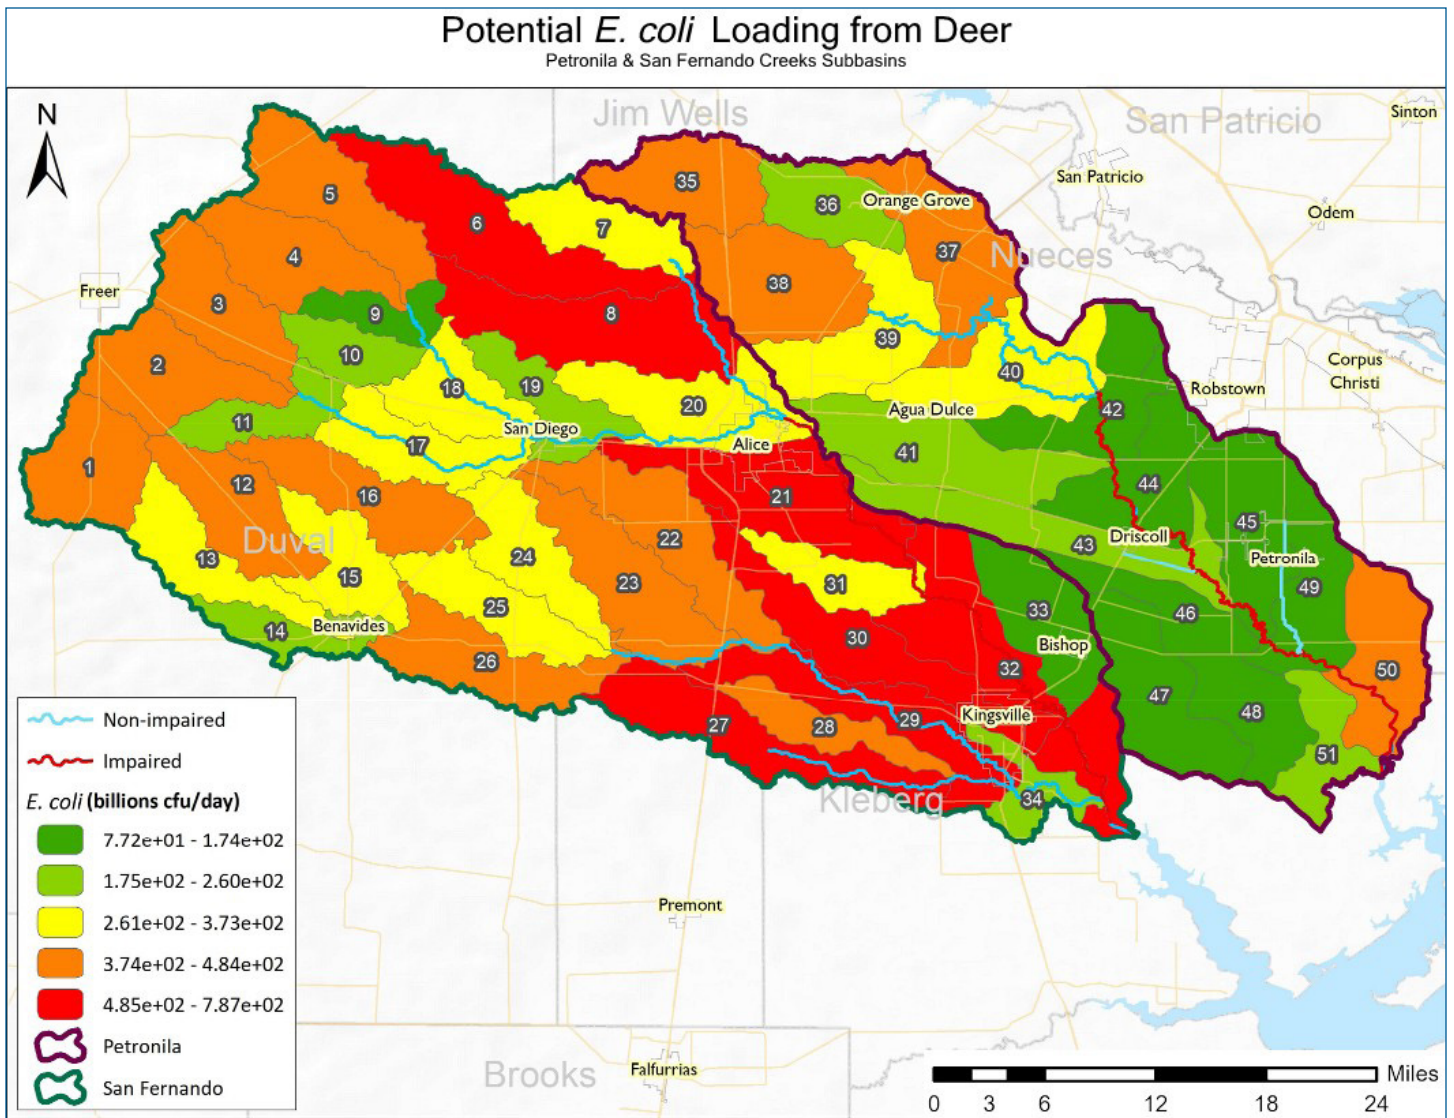 Potential E. coli Loading from Deer
Petronila & San Fernando Creeks Subbasins
N
Jim Wells
San Patricio
Sinton
San Patricio
Odem
Orange Grove
Nueces
Freer
Corpus
Christi
Robstown
San Diego
Agua Dulce
Alice
Duval
Driscoll
Petronila
Benavides
Bishop
Kingsville
Kleberg
Premont
Brooks
Falfurrias
1
2
3
4
5
6
7
8
9
10
11
12
13
14
15
16
17
18
19
20
21
22
23
24
25
26
27
28
29
30
31
32
33
34
35
36
37
38
39
40
41
42
43
44
45
46
47
48
49
50
51
Non-impaired
Impaired
E. coli (billions cfu/day)
7.72e+01 - 1.74e+02
1.75e+02 - 2.60e+02
2.61e+02 - 3.73e+02
3.74e+02 - 4.84e+02
4.85e+02 - 7.87e+02
Petronila
San Fernando
Miles
0 3 6 12 18 24